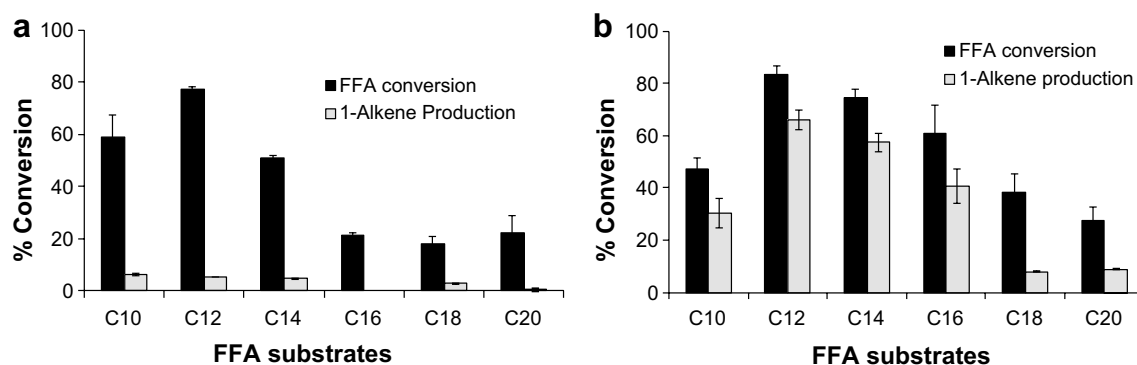 a
% Conversion
100
80
60
40
20
0
FFA conversion
1-Alkene Production
C10 C12 C14 C16 C18 C20
FFA substrates
b
% Conversion
100
80
60
40
20
0
FFA conversion
1-Alkene production
C10 C12 C14 C16 C18 C20
FFA substrates